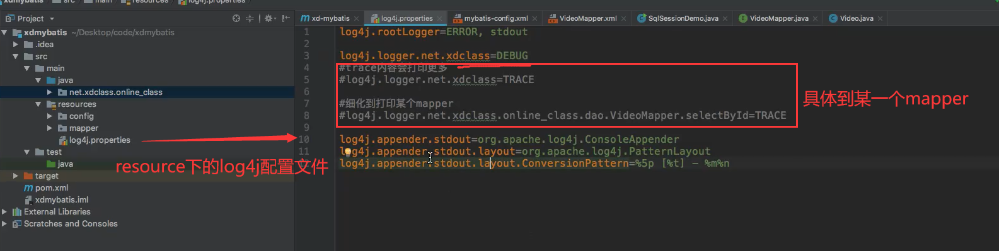 xdmybatis src main resources log4j.properties
Project
xd-mybatis log4j.properties mybatis-config.xml VideoMapper.xml SqlSessionDemo.java VideoMapper.java Video.java
xdmybatis ~/Desktop/code/xdmybatis
.idea
src
main
java
net.xdclass.online_class
resources
config
mapper
log4j.properties
test
java
target
pom.xml
xdmybatis.iml
External Libraries
Scratches and Consoles
1 log4j.rootLogger=ERROR, stdout
2
3 log4j.logger.net.xdclass=DEBUG
4 #trace内容会打印更多
5 #log4j.logger.net.xdclass=TRACE
6
7 #细化到打印某个mapper
8 #log4j.logger.net.xdclass.online_class.dao.VideoMapper.selectById=TRACE
9
10 log4j.appender.stdout=org.apache.log4j.ConsoleAppender
11 log4j.appender.stdout.layout=org.apache.log4j.PatternLayout
12 log4j.appender.stdout.layout.ConversionPattern=%5p [%t] - %m%n
具体到某一个mapper
resource下的log4j配置文件